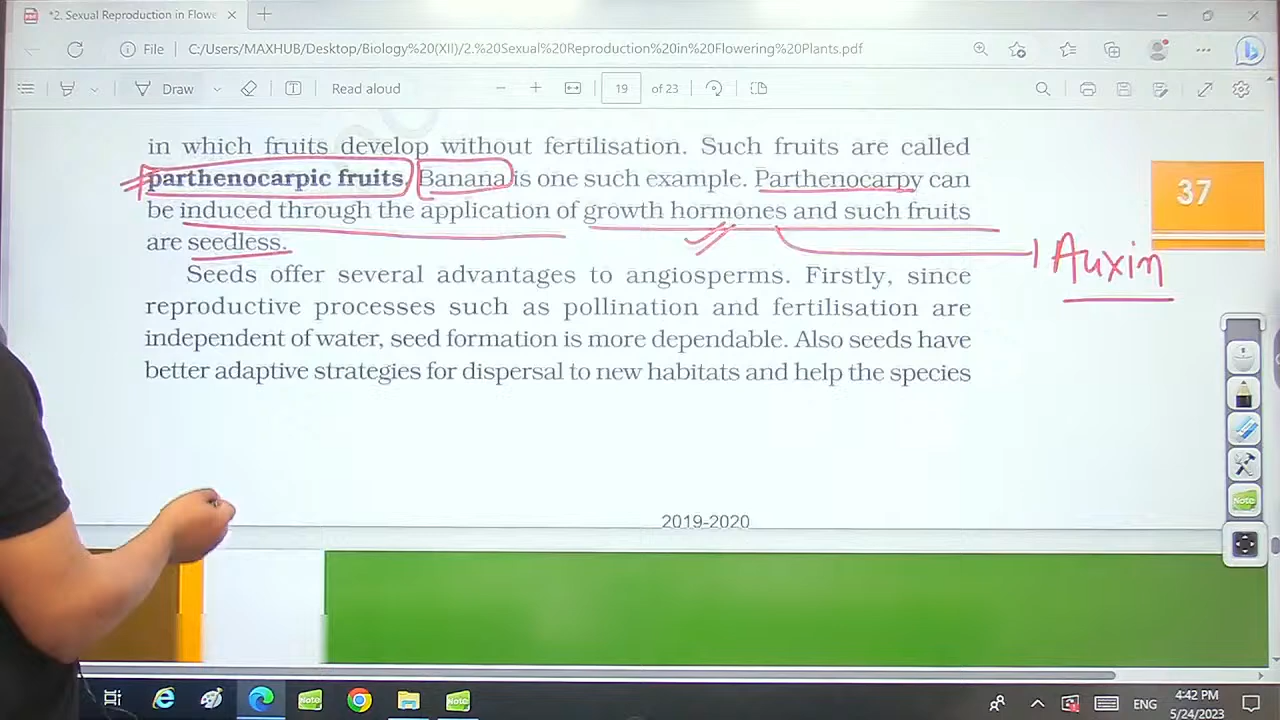 *2. Sexual Reproduction in Flowe
File
C:/Users/MAXHUB/Desktop/Biology%20(XII)/2.%20Sexual%20Reproduction%20in%20Flowering%20Plants.pdf
Draw
Read aloud
19 of 23
in which fruits develop without fertilisation. Such fruits are called
parthenocarpic fruits. Banana is one such example. Parthenocarpy can
be induced through the application of growth hormones and such fruits
are seedless.
37
Auxin
Seeds offer several advantages to angiosperms. Firstly, since
reproductive processes such as pollination and fertilisation are
independent of water, seed formation is more dependable. Also seeds have
better adaptive strategies for dispersal to new habitats and help the species
Note
2019-2020
Note
Note
ENG
4:42 PM
5/24/2023